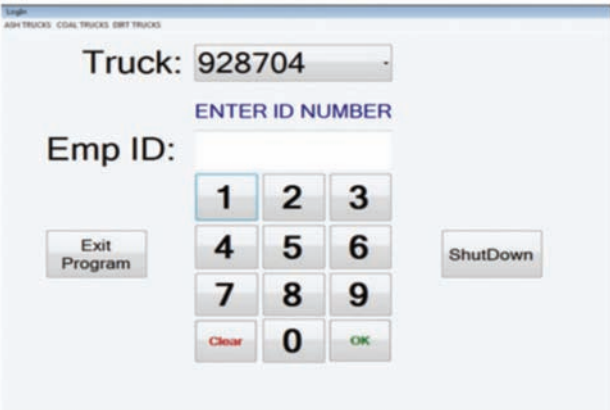 Login
ASH TRUCKS COAL TRUCKS DIRT TRUCKS
Truck: 928704
ENTER ID NUMBER
Emp ID:
1 2 3
4 5 6
Exit Program
ShutDown
7 8 9
Clear 0 OK